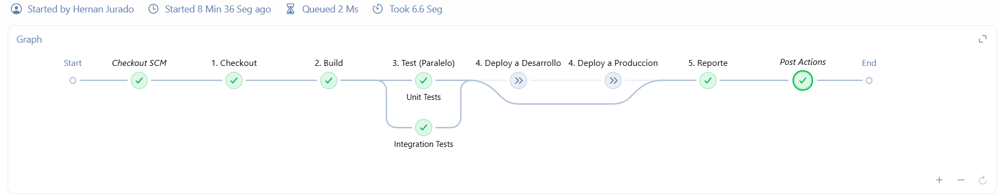 Started by Hernan Jurado Started 8 Min 36 Seg ago Queued 2 Ms Took 6.6 Seg
Graph
Start Checkout SCM 1. Checkout 2. Build 3. Test (Paralelo) 4. Deploy a Desarrollo 4. Deploy a Produccion 5. Reporte Post Actions End
Unit Tests
Integration Tests